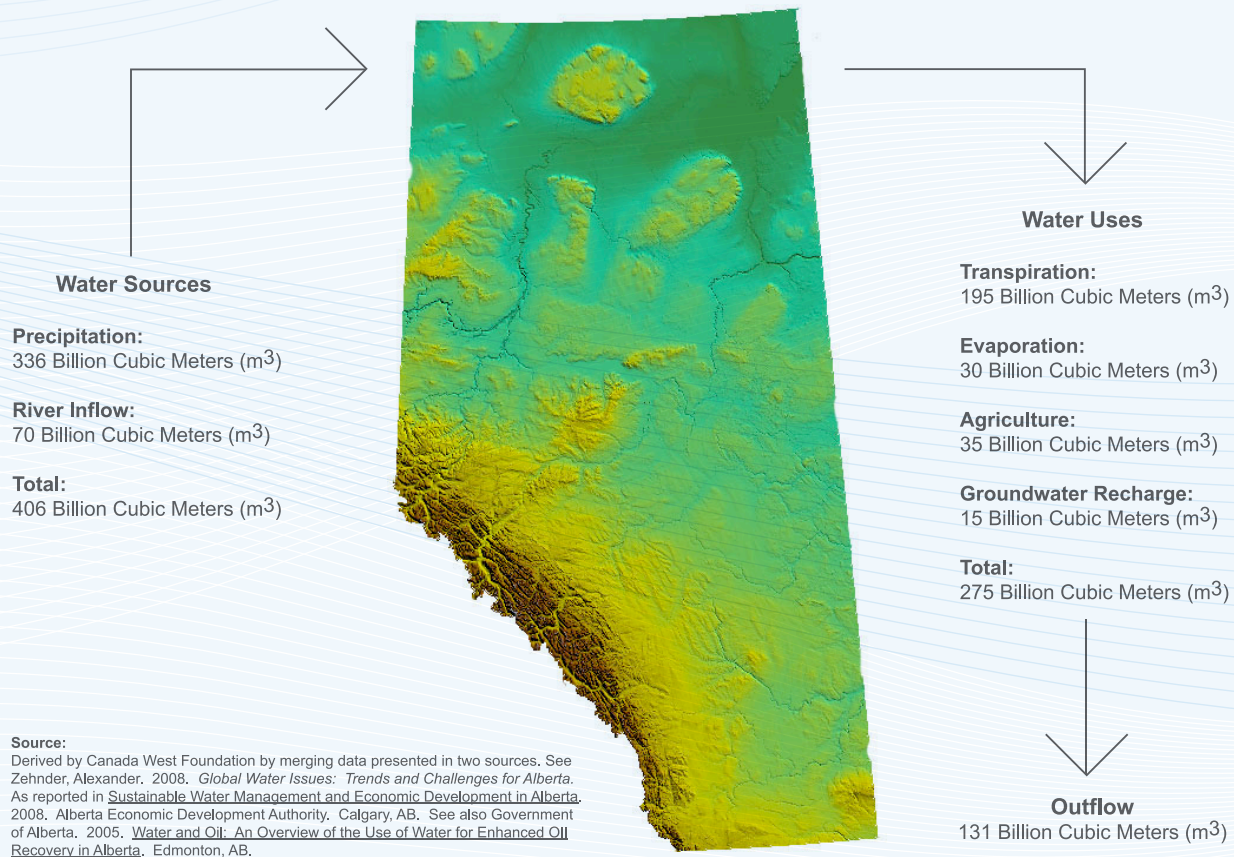 Water Sources
Precipitation:
336 Billion Cubic Meters (m³)
River Inflow:
70 Billion Cubic Meters (m³)
Total:
406 Billion Cubic Meters (m³)
Water Uses
Transpiration:
195 Billion Cubic Meters (m³)
Evaporation:
30 Billion Cubic Meters (m³)
Agriculture:
35 Billion Cubic Meters (m³)
Groundwater Recharge:
15 Billion Cubic Meters (m³)
Total:
275 Billion Cubic Meters (m³)
Outflow
131 Billion Cubic Meters (m³)
Source:
Derived by Canada West Foundation by merging data presented in two sources. See
Zehnder, Alexander. 2008. Global Water Issues: Trends and Challenges for Alberta.
As reported in Sustainable Water Management and Economic Development in Alberta.
2008. Alberta Economic Development Authority. Calgary, AB. See also Government
of Alberta. 2005. Water and Oil: An Overview of the Use of Water for Enhanced OIl
Recovery in Alberta. Edmonton, AB.